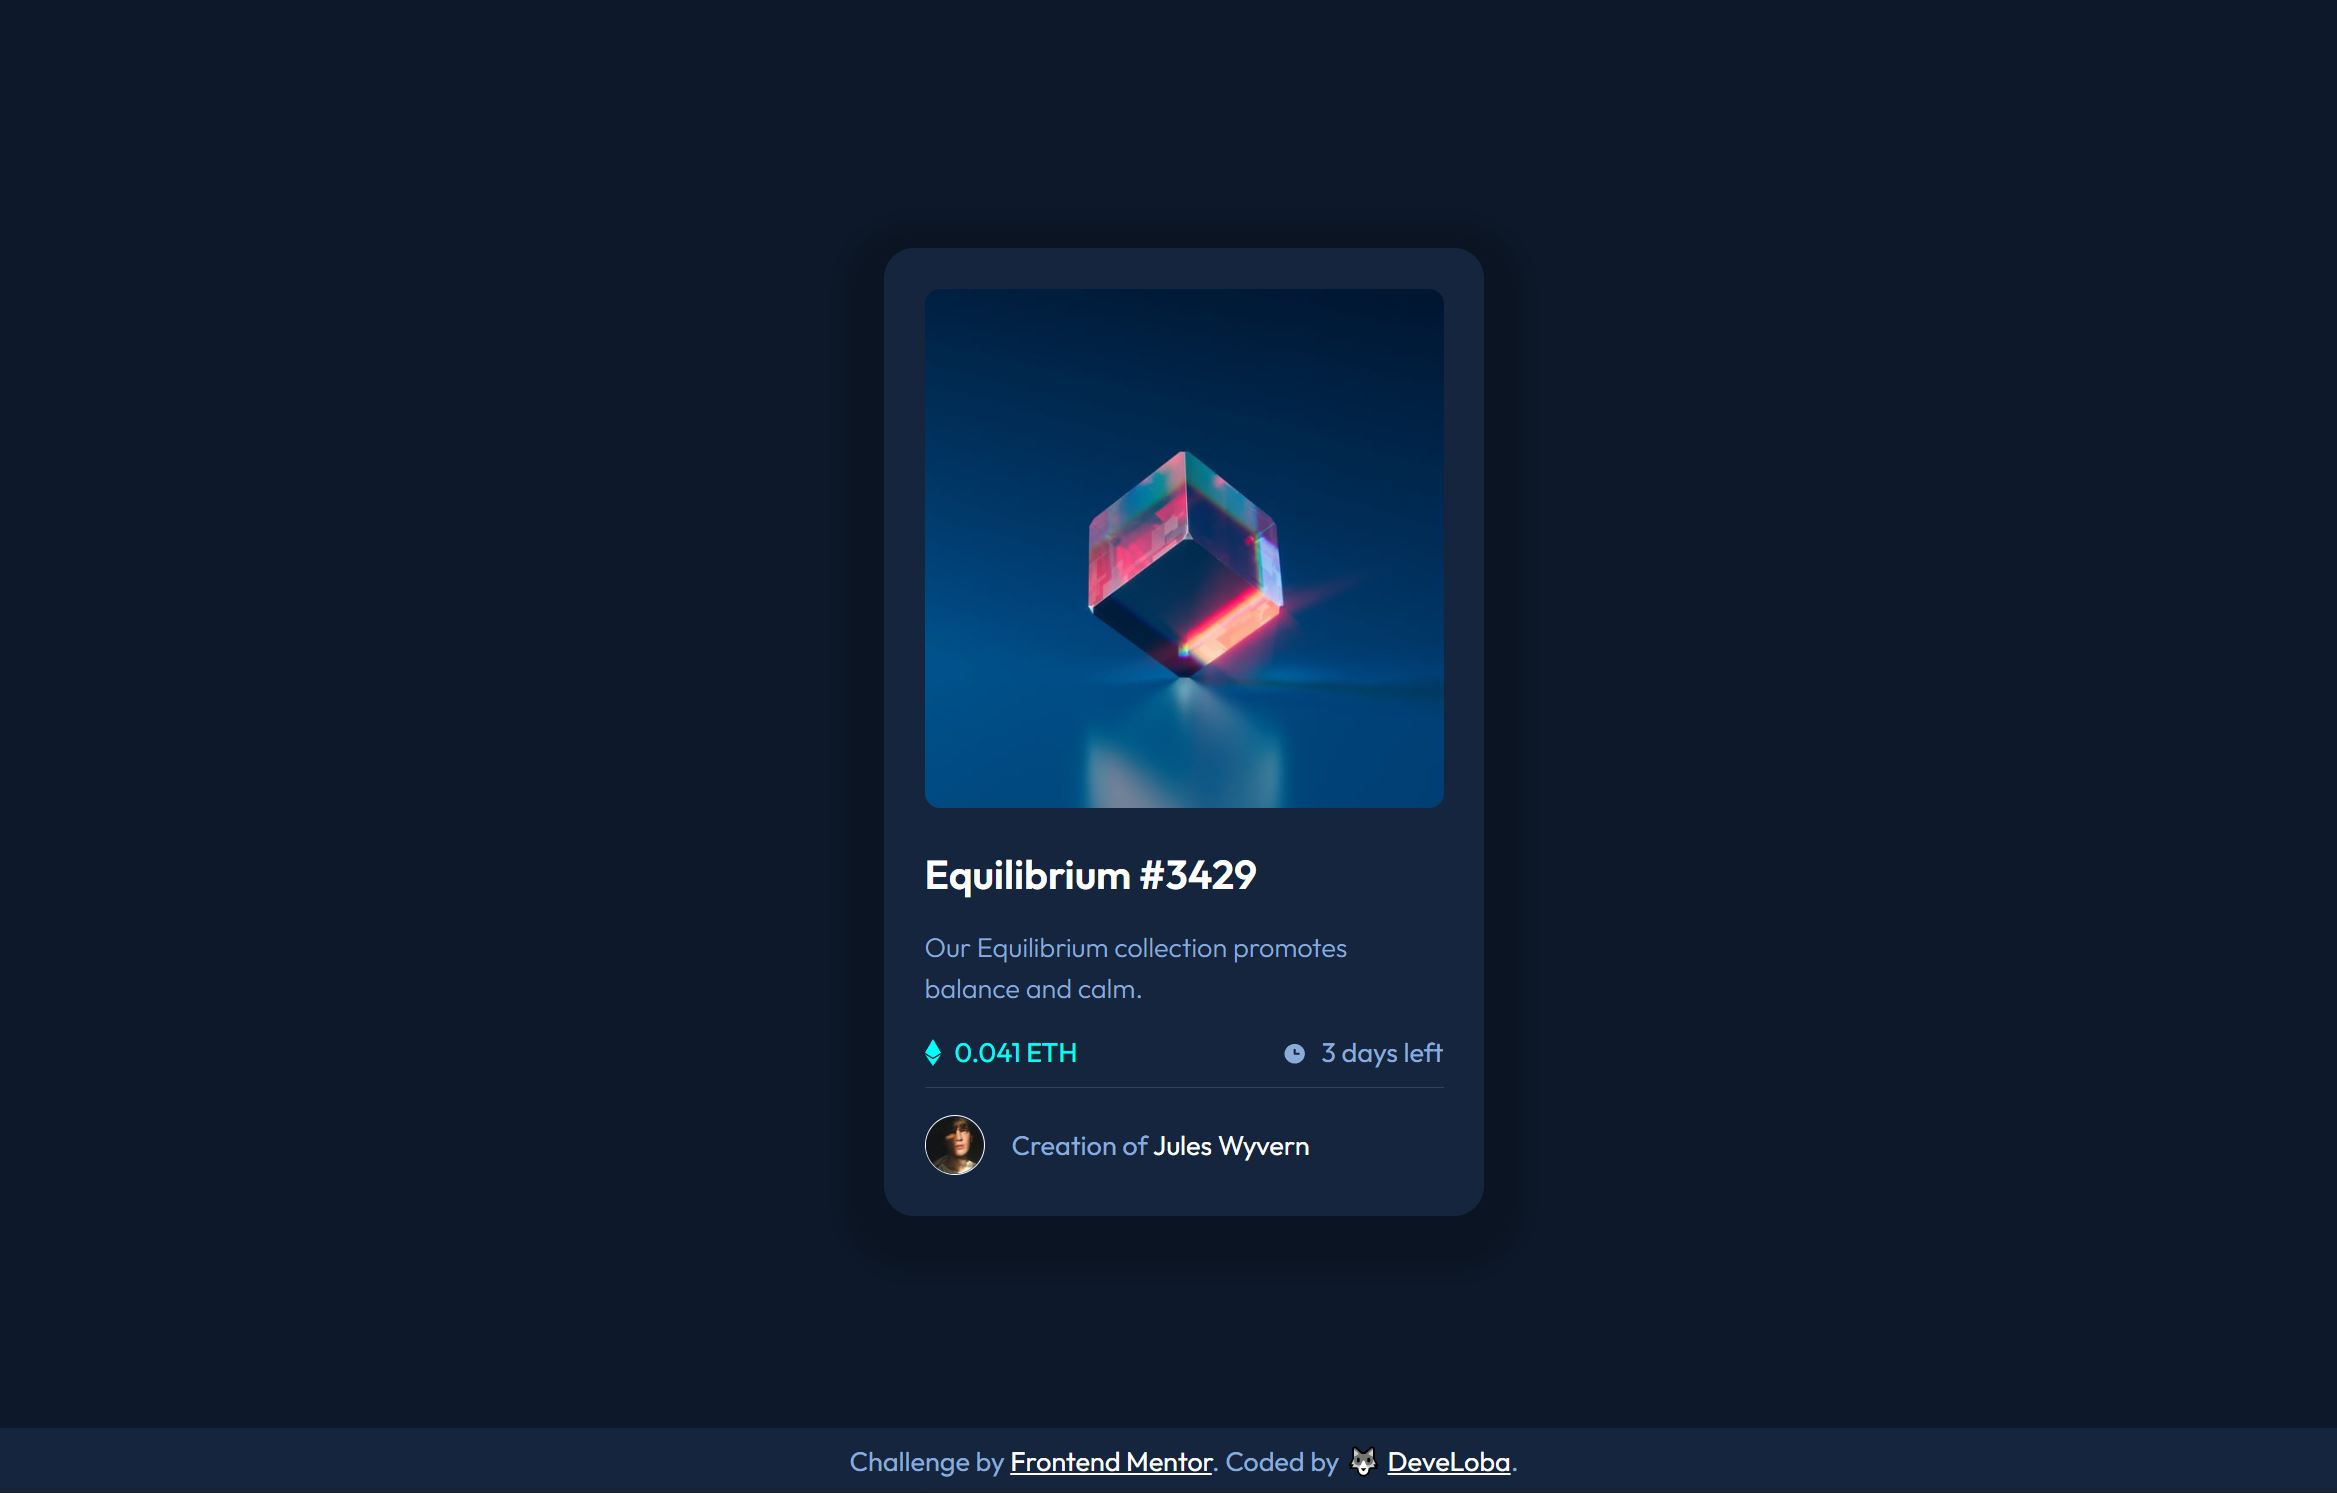 Equilibrium #3429
Our Equilibrium collection promotes
balance and calm.
0.041 ETH
3 days left
Creation of Jules Wyvern
Challenge by Frontend Mentor. Coded by 🐺 DeveLoba.